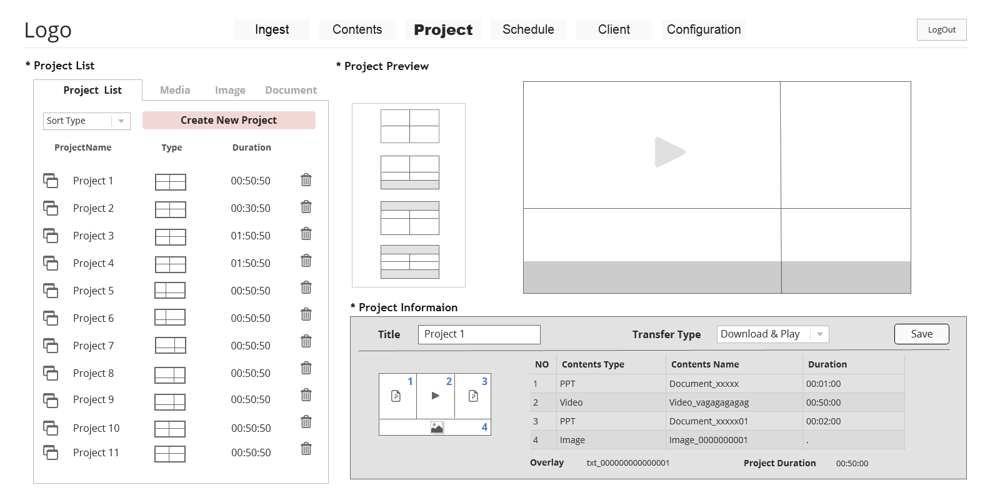 Logo
Ingest
Contents
Project
Schedule
Client
Configuration
LogOut
* Project List
* Project Preview
Project List
Media
Image
Document
Sort Type
Create New Project
ProjectName Type Duration
Project 1 00:50:50
Project 2 00:30:50
Project 3 01:50:50
Project 4 01:50:50
Project 5 00:50:50
Project 6 00:50:50
Project 7 00:50:50
Project 8 00:50:50
Project 9 00:50:50
Project 10 00:50:50
Project 11 00:50:50
* Project Informaion
Title Project 1
Transfer Type Download & Play
Save
1 2 3
P P
4
NO Contents Type Contents Name Duration
1 PPT Document_xxxxx 00:01:00
2 Video Video_vagagagagag 00:50:00
3 PPT Document_xxxxx01 00:02:00
4 Image Image_0000000001 .
Overlay txt_000000000000001 Project Duration 00:50:00